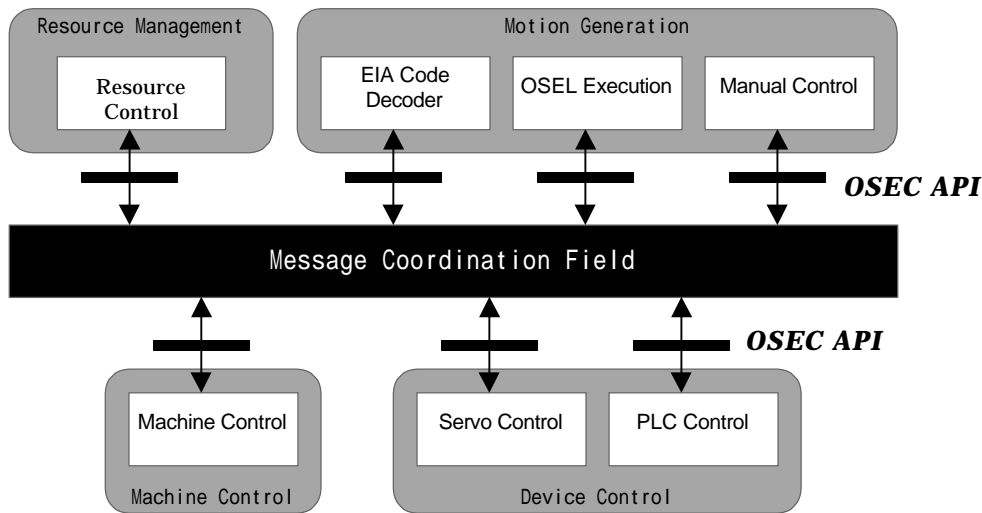 Resource Management
Motion Generation
Resource
Control
EIA Code
Decoder
OSEL Execution
Manual Control
OSEC API
Message Coordination Field
OSEC API
Machine Control
Servo Control
PLC Control
Machine Control
Device Control